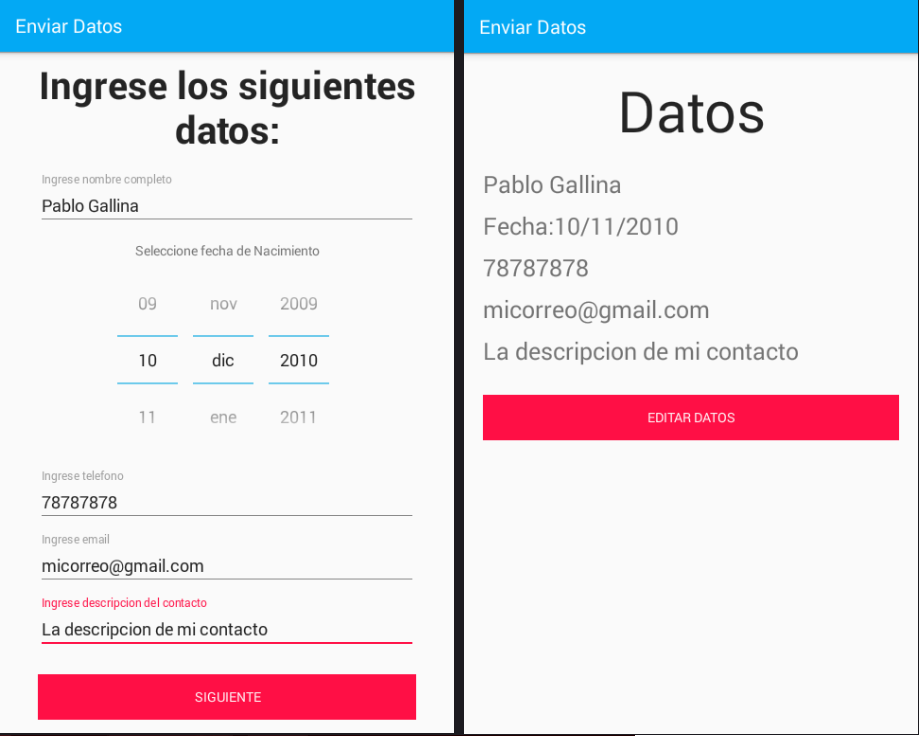 Enviar Datos
Ingrese los siguientes
datos:
Ingrese nombre completo
Pablo Gallina
Seleccione fecha de Nacimiento
09 nov 2009
10 dic 2010
11 ene 2011
Ingrese telefono
78787878
Ingrese email
micorreo@gmail.com
Ingrese descripcion del contacto
La descripcion de mi contacto
SIGUIENTE
Enviar Datos
Datos
Pablo Gallina
Fecha:10/11/2010
78787878
micorreo@gmail.com
La descripcion de mi contacto
EDITAR DATOS